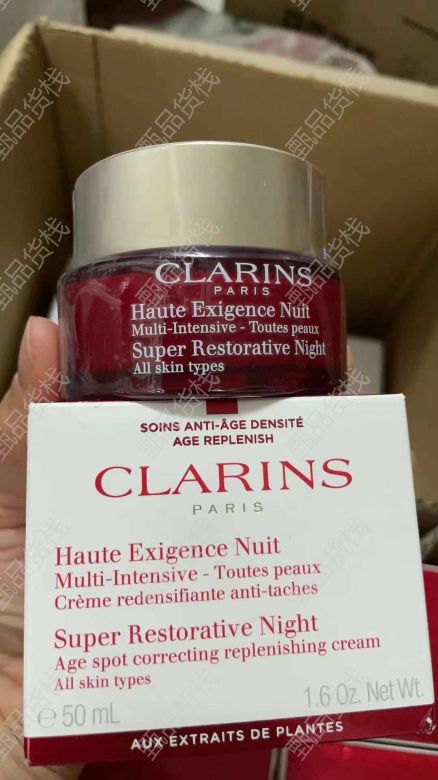 CLARINS
PARIS
Haute Exigence Nuit
Multi-Intensive - Toutes peaux
Super Restorative Night
All skin types
SOINS ANTI-ÂGE DENSITÉ
AGE REPLENISH
CLARINS
PARIS
Haute Exigence Nuit
Multi-Intensive - Toutes peaux
Crème redensifiante anti-taches
Super Restorative Night
Age spot correcting replenishing cream
All skin types
℮ 50 mL
1.6 Oz. Net Wt.
AUX EXTRAITS DE PLANTES
甄品货栈